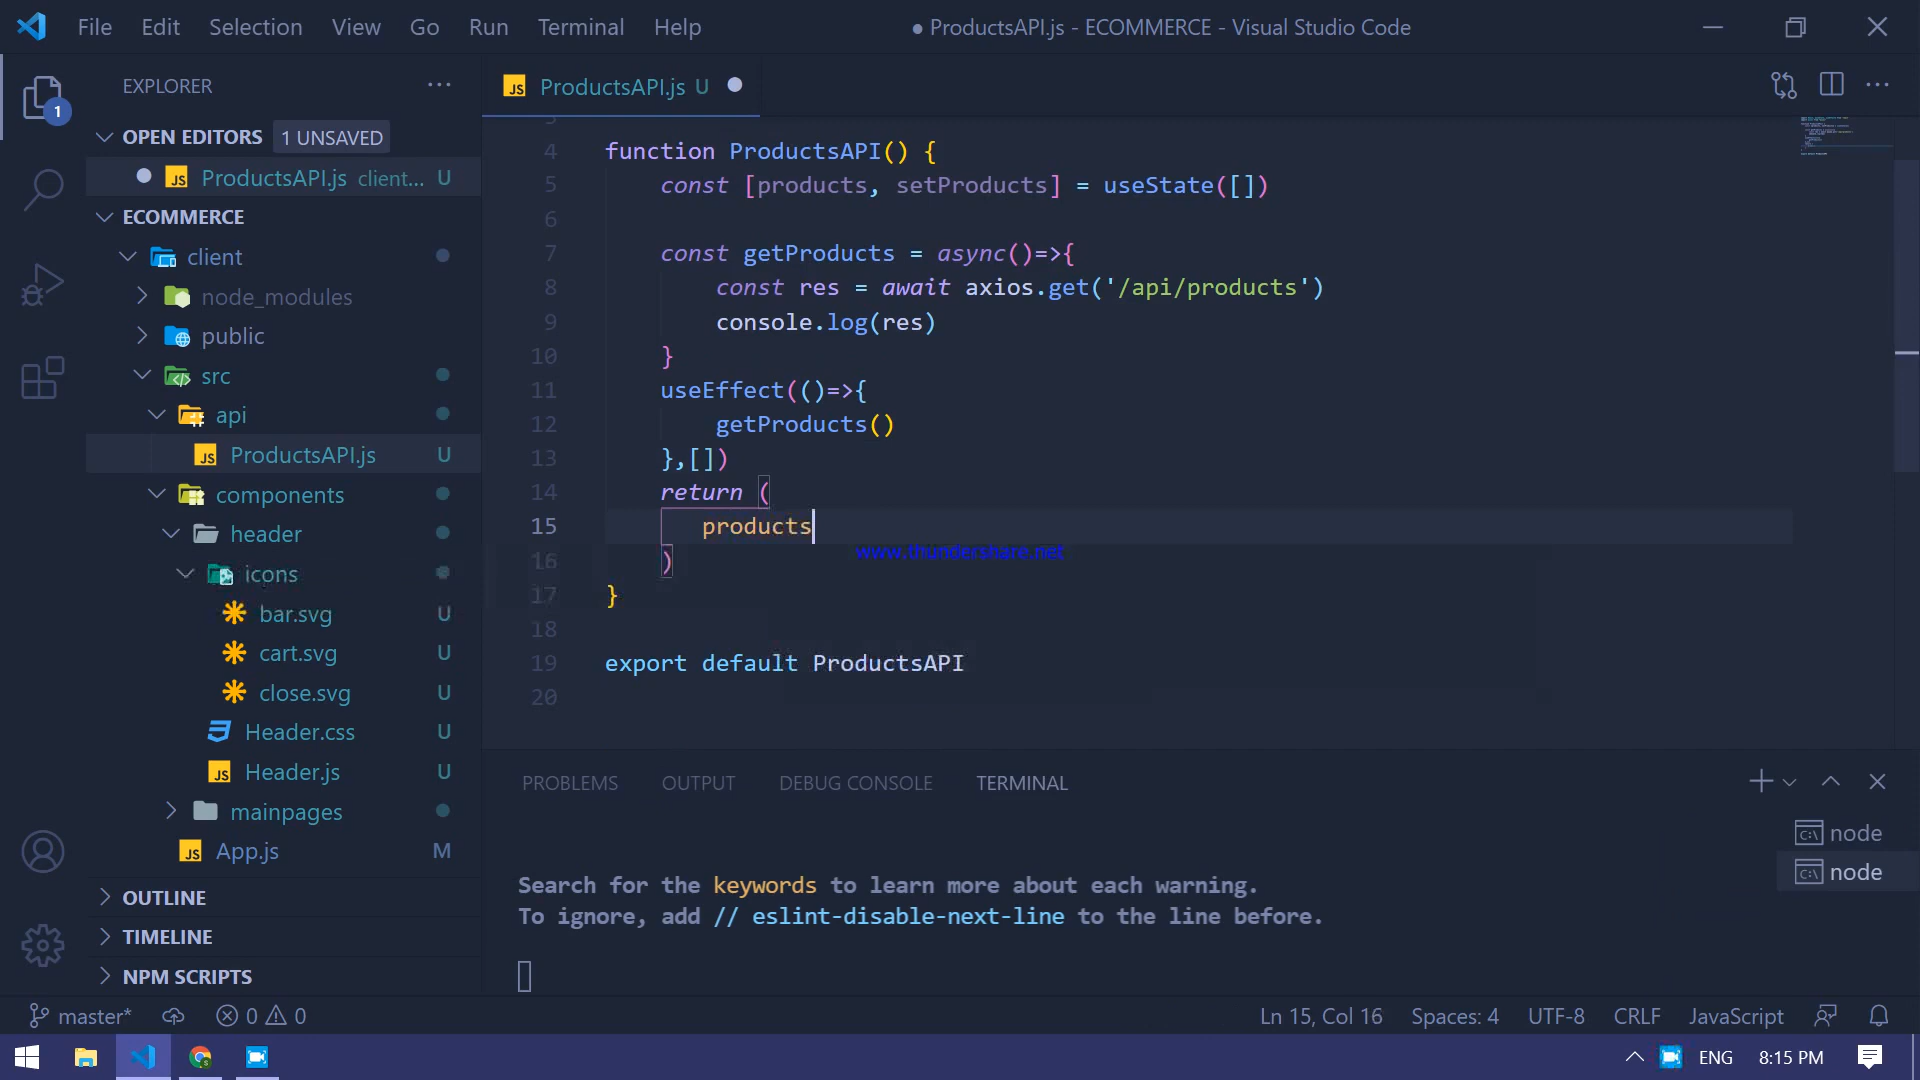 File Edit Selection View Go Run Terminal Help
● ProductsAPI.js - ECOMMERCE - Visual Studio Code
EXPLORER
OPEN EDITORS 1 UNSAVED
ProductsAPI.js client... U
ECOMMERCE
client
node_modules
public
src
api
ProductsAPI.js U
components
header
icons
bar.svg U
cart.svg U
close.svg U
Header.css U
Header.js U
mainpages
App.js M
OUTLINE
TIMELINE
NPM SCRIPTS
1
JS ProductsAPI.js U
4 function ProductsAPI() {
5 const [products, setProducts] = useState([])
6
7 const getProducts = async()=>{
8 const res = await axios.get('/api/products')
9 console.log(res)
10 }
11 useEffect(()=>{
12 getProducts()
13 },[])
14 return (
15 products
www.thundershare.net
16 )
17 }
18
19 export default ProductsAPI
20
PROBLEMS OUTPUT DEBUG CONSOLE TERMINAL
node
node
Search for the keywords to learn more about each warning.
To ignore, add // eslint-disable-next-line to the line before.
master* 0 0 Ln 15, Col 16 Spaces: 4 UTF-8 CRLF JavaScript
ENG 8:15 PM